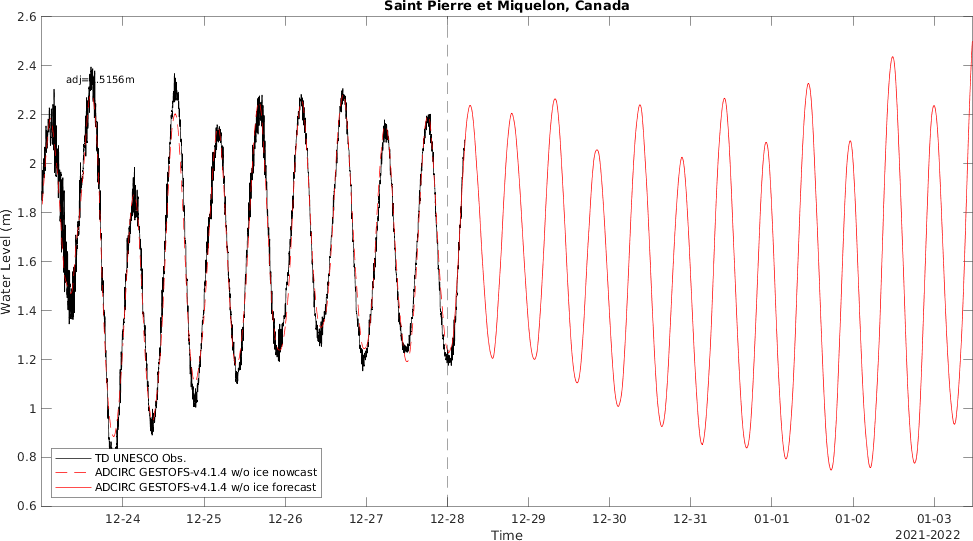 Saint Pierre et Miquelon, Canada
2.6
2.4
2.2
2
1.8
1.6
1.4
1.2
1
0.8
0.6
Water Level (m)
TD UNESCO Obs.
ADCIRC GESTOFS-v4.1.4 w/o ice nowcast
ADCIRC GESTOFS-v4.1.4 w/o ice forecast
12-24 12-25 12-26 12-27 12-28 12-29 12-30 12-31 01-01 01-02 01-03
Time
2021-2022